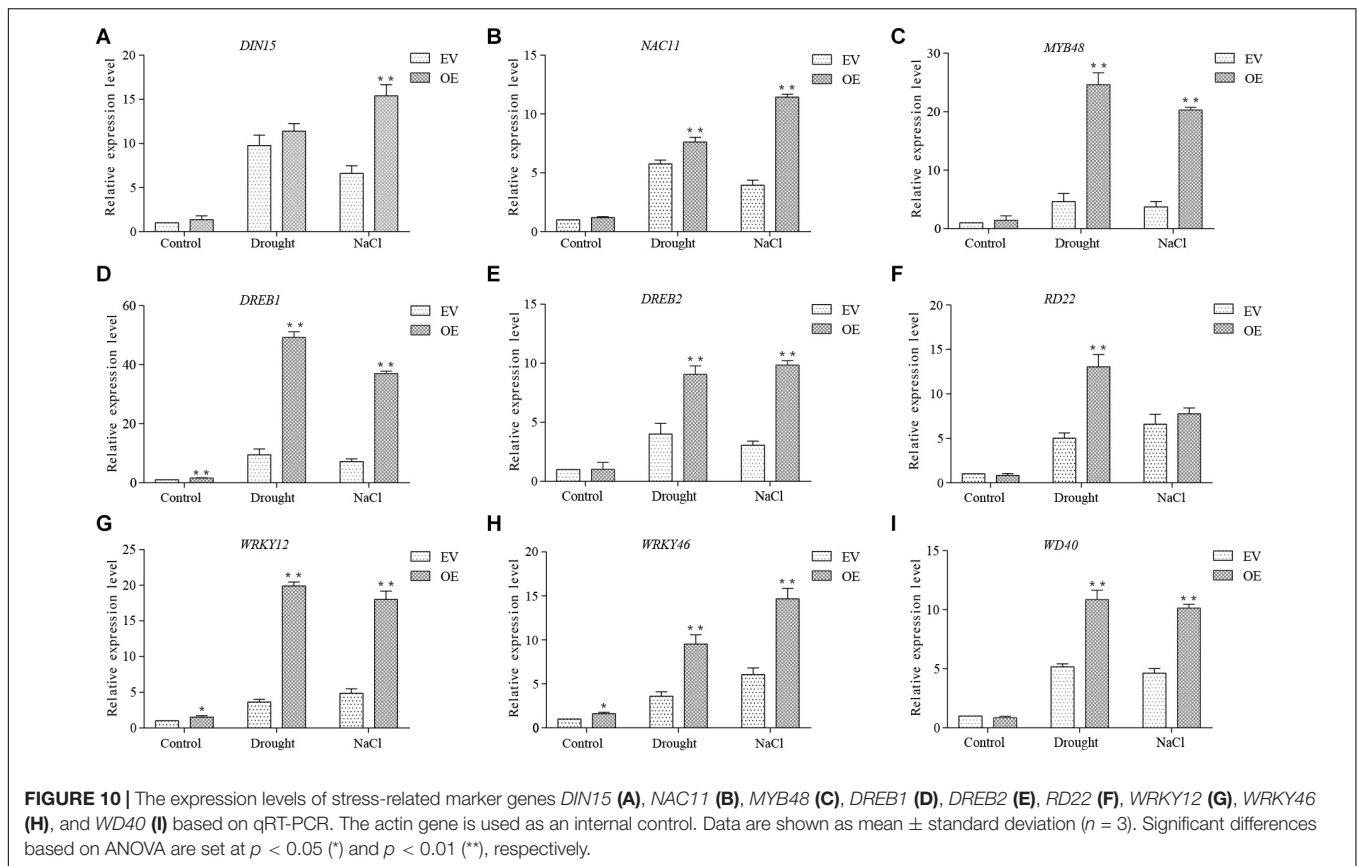 A
DIN15
Relative expression level
20
15
10
5
0
** 
Control
Drought
NaCl
EV
OE
B
NAC11
Relative expression level
15
10
5
0
**
**
Control
Drought
NaCl
EV
OE
C
MYB48
Relative expression level
30
20
10
0
**
**
Control
Drought
NaCl
EV
OE
D
DREB1
Relative expression level
60
40
20
0
**
**
**
Control
Drought
NaCl
EV
OE
E
DREB2
Relative expression level
15
10
5
0
**
**
Control
Drought
NaCl
EV
OE
F
RD22
Relative expression level
20
15
10
5
0
**
Control
Drought
NaCl
EV
OE
G
WRKY12
Relative expression level
25
20
15
10
5
0
*
**
**
Control
Drought
NaCl
EV
OE
H
WRKY46
Relative expression level
20
15
10
5
0
*
**
**
Control
Drought
NaCl
EV
OE
I
WD40
Relative expression level
15
10
5
0
**
**
Control
Drought
NaCl
EV
OE
FIGURE 10 | The expression levels of stress-related marker genes DIN15 (A), NAC11 (B), MYB48 (C), DREB1 (D), DREB2 (E), RD22 (F), WRKY12 (G), WRKY46
(H), and WD40 (I) based on qRT-PCR. The actin gene is used as an internal control. Data are shown as mean ± standard deviation (n = 3). Significant differences
based on ANOVA are set at p < 0.05 (*) and p < 0.01 (**), respectively.